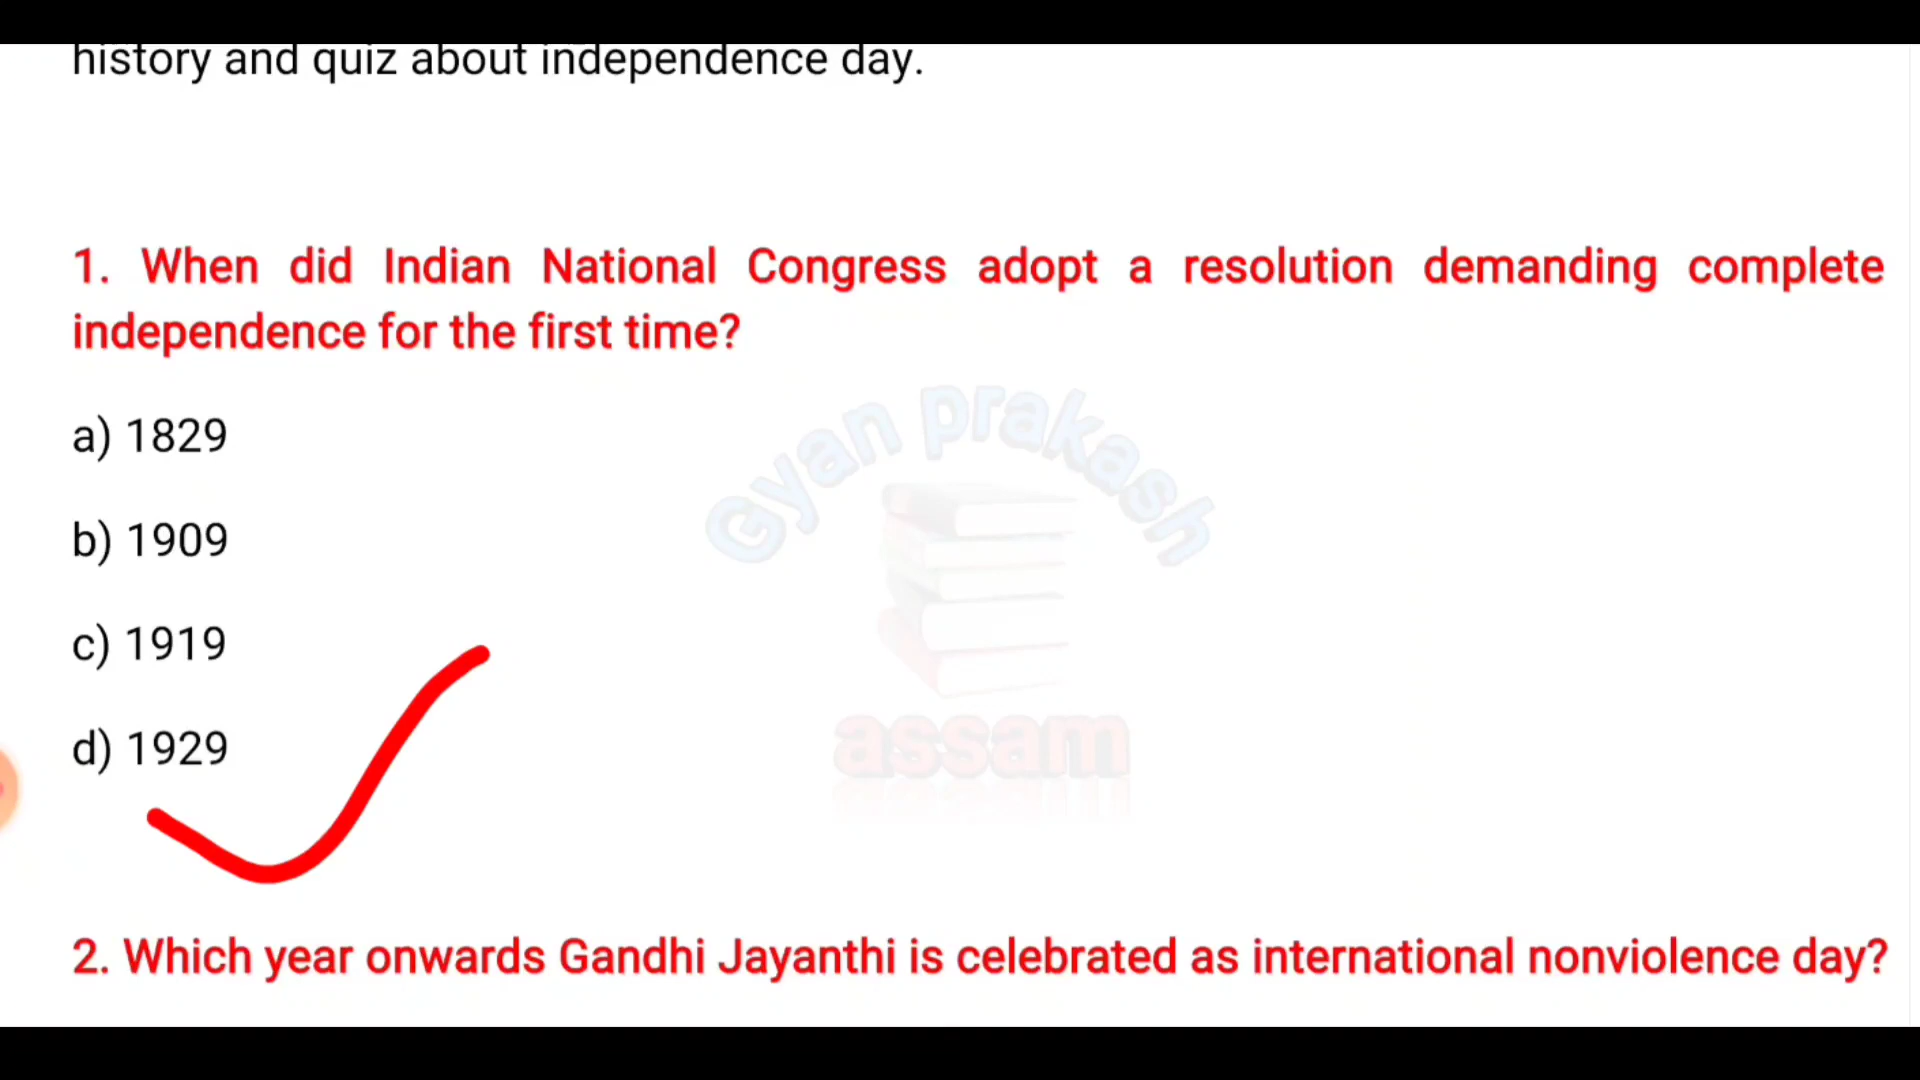 history and quiz about independence day.
1. When did Indian National Congress adopt a resolution demanding complete
independence for the first time?
Gyan prakash
a) 1829
b) 1909
c) 1919
assam
d) 1929
2. Which year onwards Gandhi Jayanthi is celebrated as international nonviolence day?